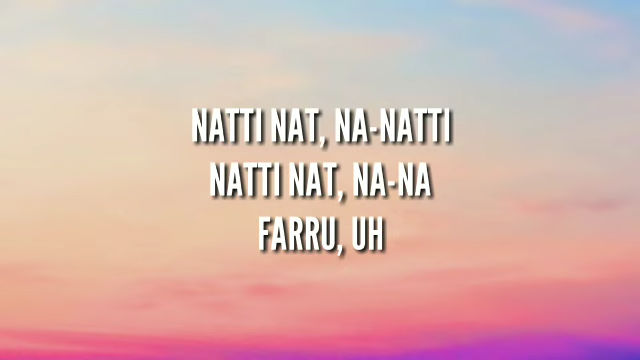 NATTI NAT, NA-NATTI
NATTI NAT, NA-NA
FARRU, UH